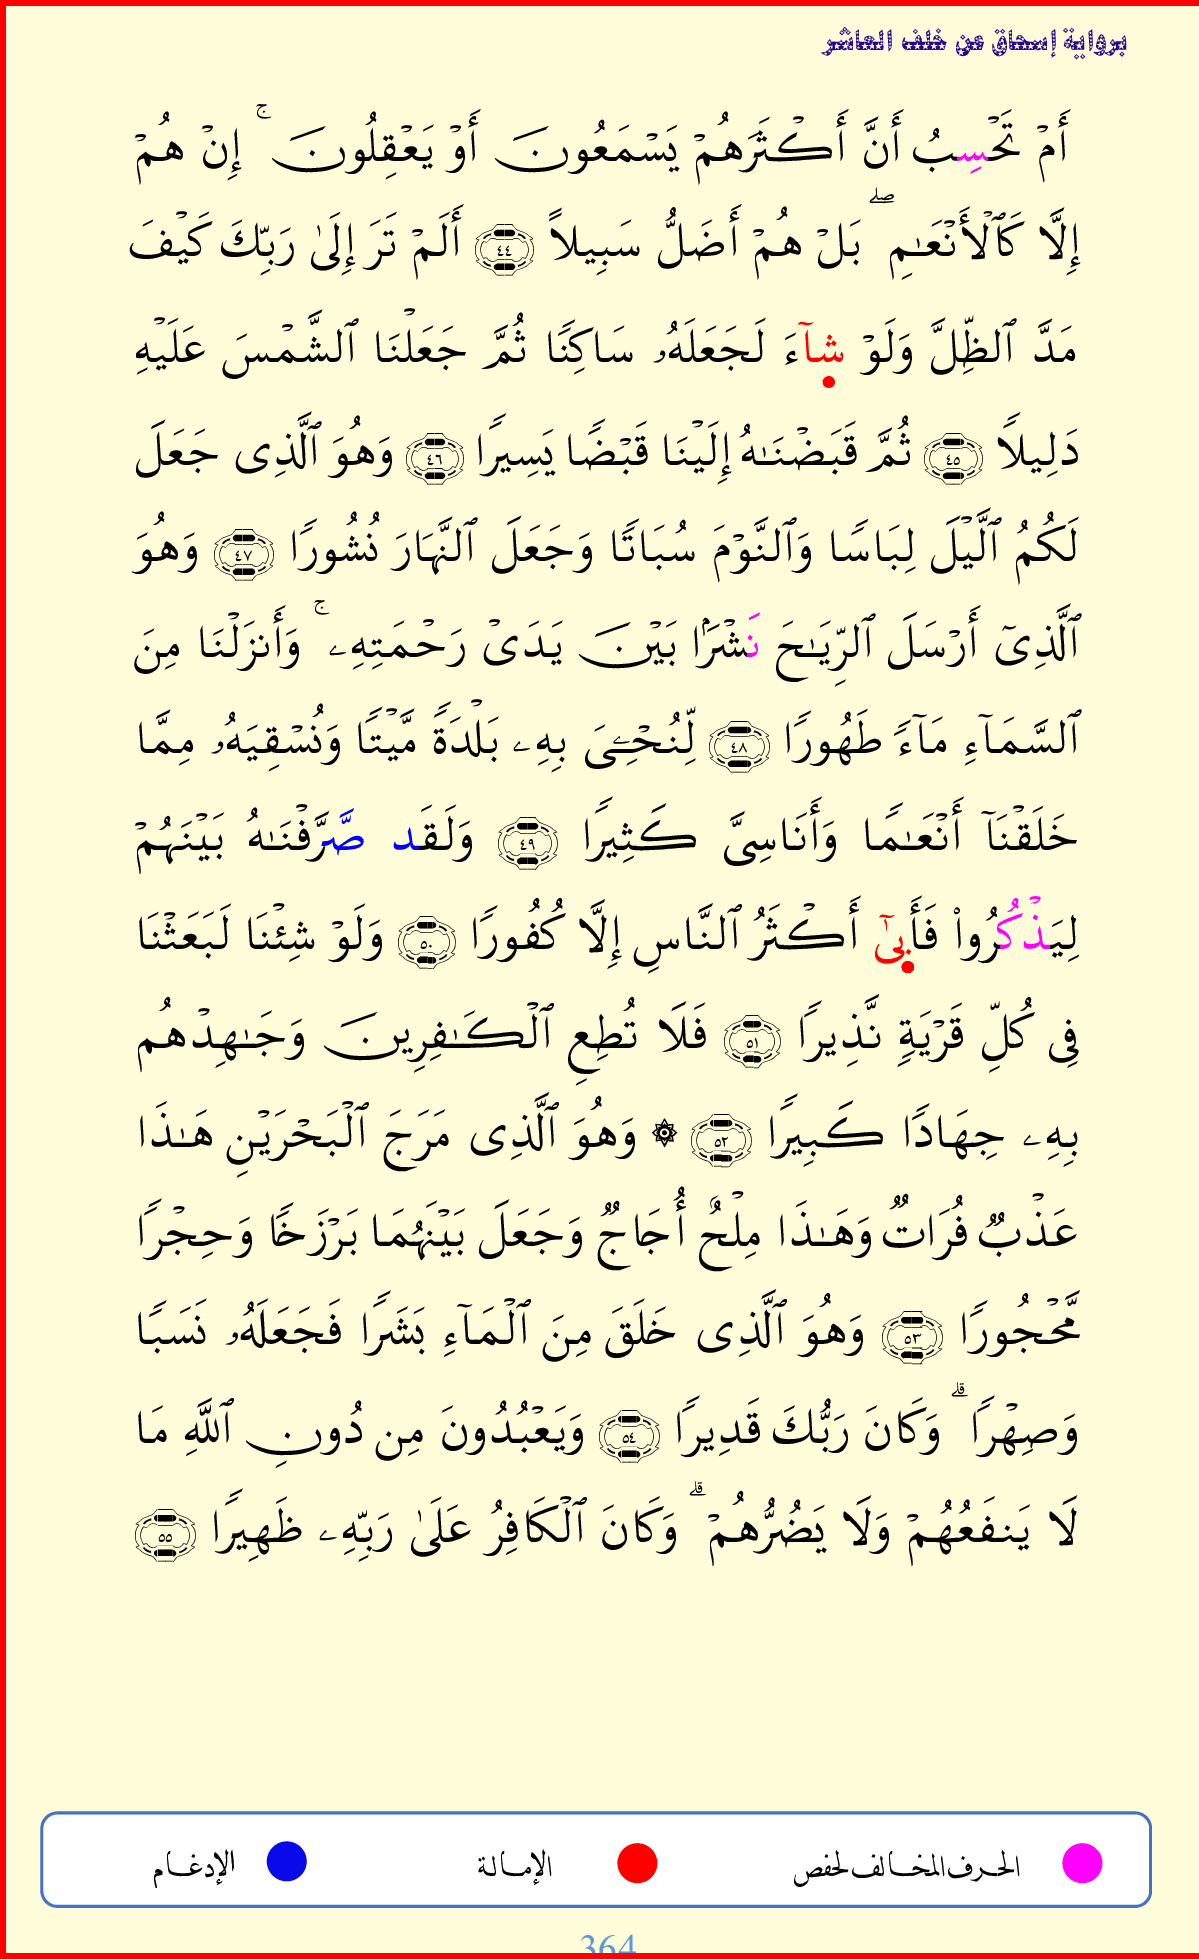 برواية إسحاق عن خلف العاشر
أَمۡ تَحۡسِبُ أَنَّ أَكۡثَرَهُمۡ يَسۡمَعُونَ أَوۡ يَعۡقِلُونَۚ إِنۡ هُمۡ
إِلَّا كَٱلۡأَنۡعَٰمِۖ بَلۡ هُمۡ أَضَلُّ سَبِيلًا ٤٤ أَلَمۡ تَرَ إِلَىٰ رَبِّكَ كَيۡفَ
مَدَّ ٱلظِّلَّ وَلَوۡ شَآءَ لَجَعَلَهُۥ سَاكِنٗا ثُمَّ جَعَلۡنَا ٱلشَّمۡسَ عَلَيۡهِ
دَلِيلٗا ٤٥ ثُمَّ قَبَضۡنَٰهُ إِلَيۡنَا قَبۡضٗا يَسِيرٗا ٤٦ وَهُوَ ٱلَّذِي جَعَلَ
لَكُمُ ٱلَّيۡلَ لِبَاسٗا وَٱلنَّوۡمَ سُبَاتٗا وَجَعَلَ ٱلنَّهَارَ نُشُورٗا ٤٧ وَهُوَ
ٱلَّذِيٓ أَرۡسَلَ ٱلرِّيَٰحَ نَشۡرَۢا بَيۡنَ يَدَيۡ رَحۡمَتِهِۦۚ وَأَنزَلۡنَا مِنَ
ٱلسَّمَآءِ مَآءٗ طَهُورٗا ٤٨ لِّنُحۡـِۧيَ بِهِۦ بَلۡدَةٗ مَّيۡتٗا وَنُسۡقِيَهُۥ مِمَّا
خَلَقۡنَآ أَنۡعَٰمٗا وَأَنَاسِيَّ كَثِيرٗا ٤٩ وَلَقَد صَّرَّفۡنَٰهُ بَيۡنَهُمۡ
لِيَذۡكُرُواْ فَأَبَىٰٓ أَكۡثَرُ ٱلنَّاسِ إِلَّا كُفُورٗا ٥٠ وَلَوۡ شِئۡنَا لَبَعَثۡنَا
فِي كُلِّ قَرۡيَةٖ نَّذِيرٗا ٥١ فَلَا تُطِعِ ٱلۡكَٰفِرِينَ وَجَٰهِدۡهُم
بِهِۦ جِهَادٗا كَبِيرٗا ٥٢ ۞ وَهُوَ ٱلَّذِي مَرَجَ ٱلۡبَحۡرَيۡنِ هَٰذَا
عَذۡبٞ فُرَاتٞ وَهَٰذَا مِلۡحٌ أُجَاجٞ وَجَعَلَ بَيۡنَهُمَا بَرۡزَخٗا وَحِجۡرٗا
مَّحۡجُورٗا ٥٣ وَهُوَ ٱلَّذِي خَلَقَ مِنَ ٱلۡمَآءِ بَشَرٗا فَجَعَلَهُۥ نَسَبٗا
وَصِهۡرٗاۗ وَكَانَ رَبُّكَ قَدِيرٗا ٥٤ وَيَعۡبُدُونَ مِن دُونِ ٱللَّهِ مَا
لَا يَنفَعُهُمۡ وَلَا يَضُرُّهُمۡۗ وَكَانَ ٱلۡكَافِرُ عَلَىٰ رَبِّهِۦ ظَهِيرٗا ٥٥
الحرف المخالف لحفص الإمالة الإدغام
364